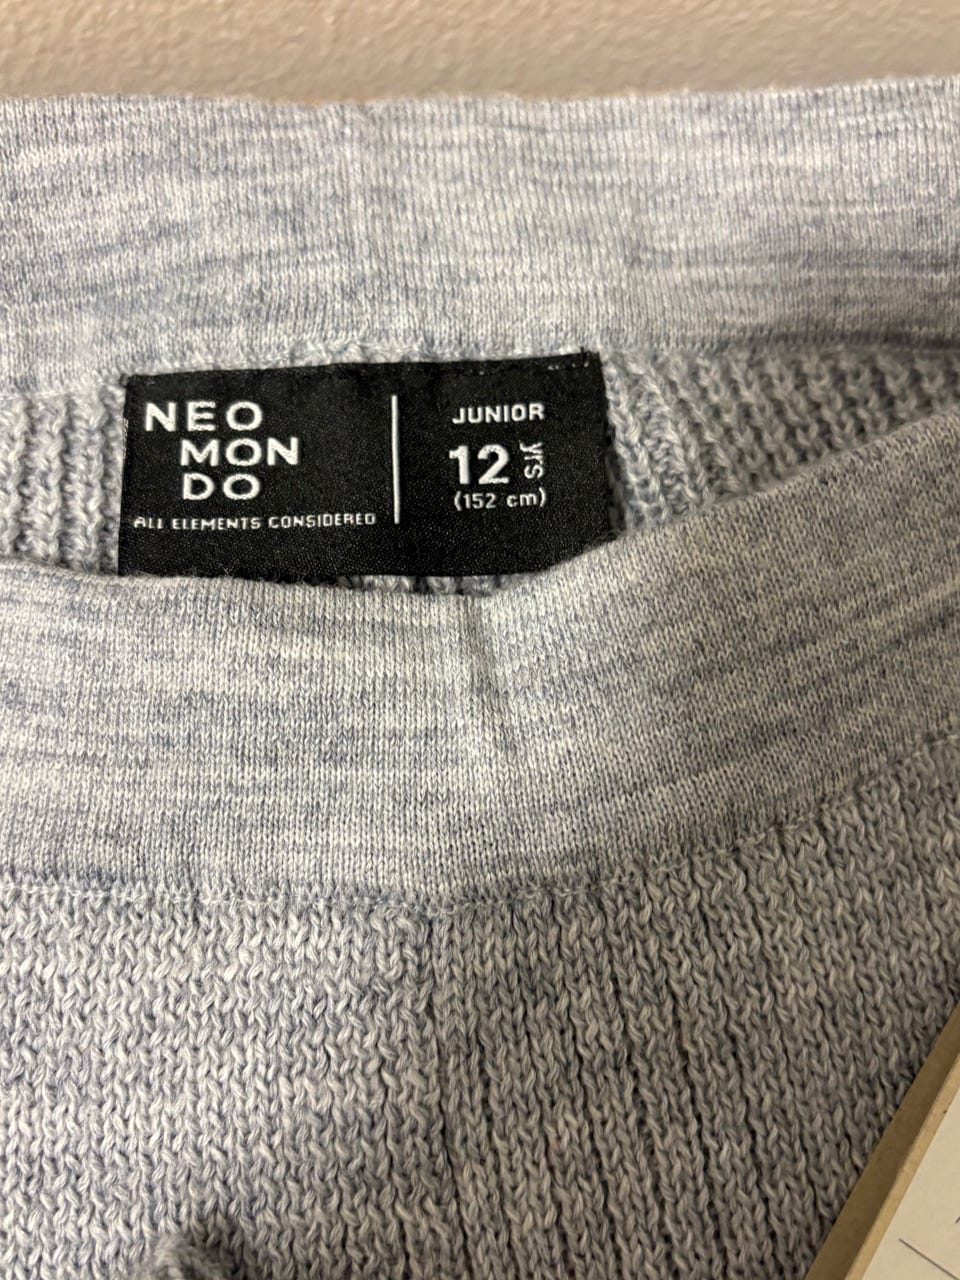 NEO
MON
DO
ALL ELEMENTS CONSIDERED
JUNIOR
12 yrs
(152 cm)